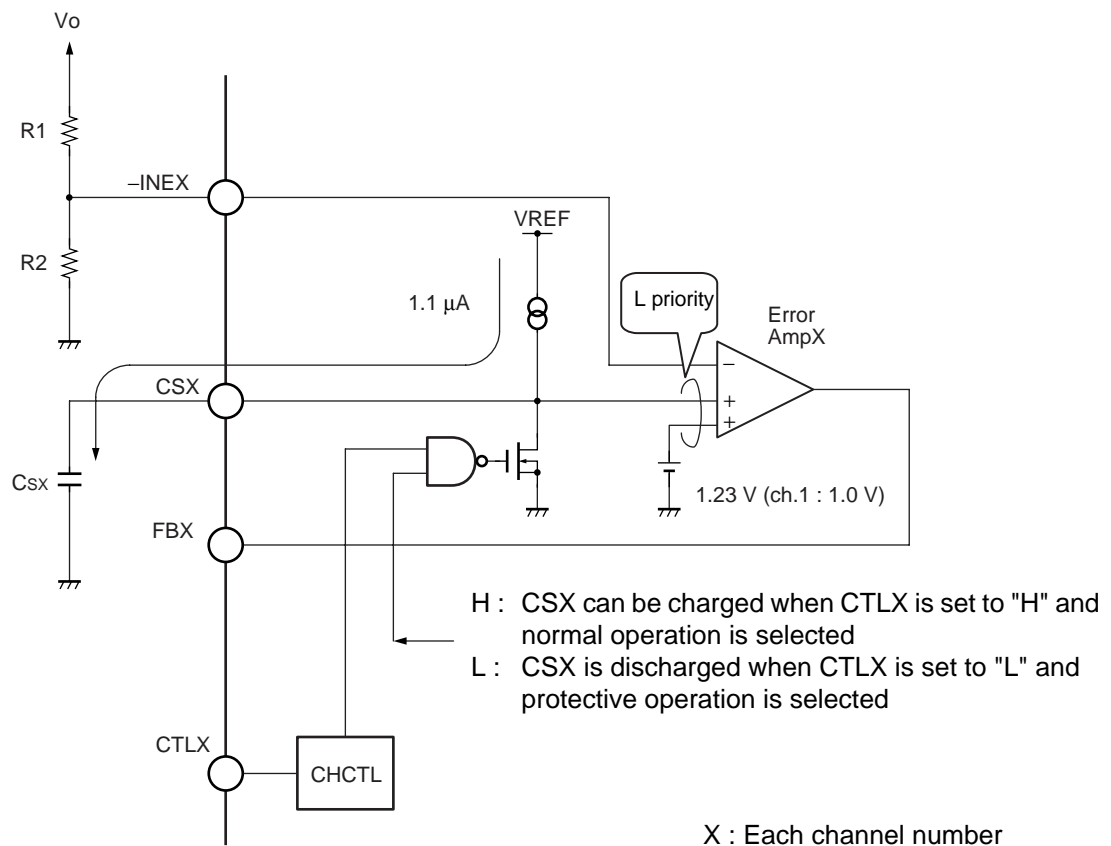 Vo
R1
–INEX
VREF
R2
L priority
1.1 μA
Error
AmpX
−
CSX
+
+
CSX
1.23 V (ch.1 : 1.0 V)
FBX
H : CSX can be charged when CTLX is set to "H" and
normal operation is selected
L : CSX is discharged when CTLX is set to "L" and
protective operation is selected
CTLX
CHCTL
X : Each channel number